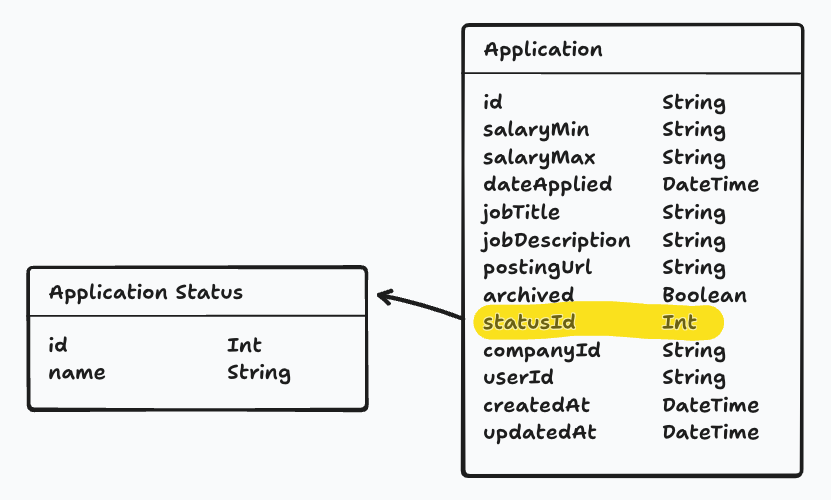 Application
id String
salaryMin String
salaryMax String
dateApplied DateTime
jobTitle String
jobDescription String
postingUrl String
archived Boolean
statusId Int
companyId String
userId String
createdAt DateTime
updatedAt DateTime
Application Status
id Int
name String